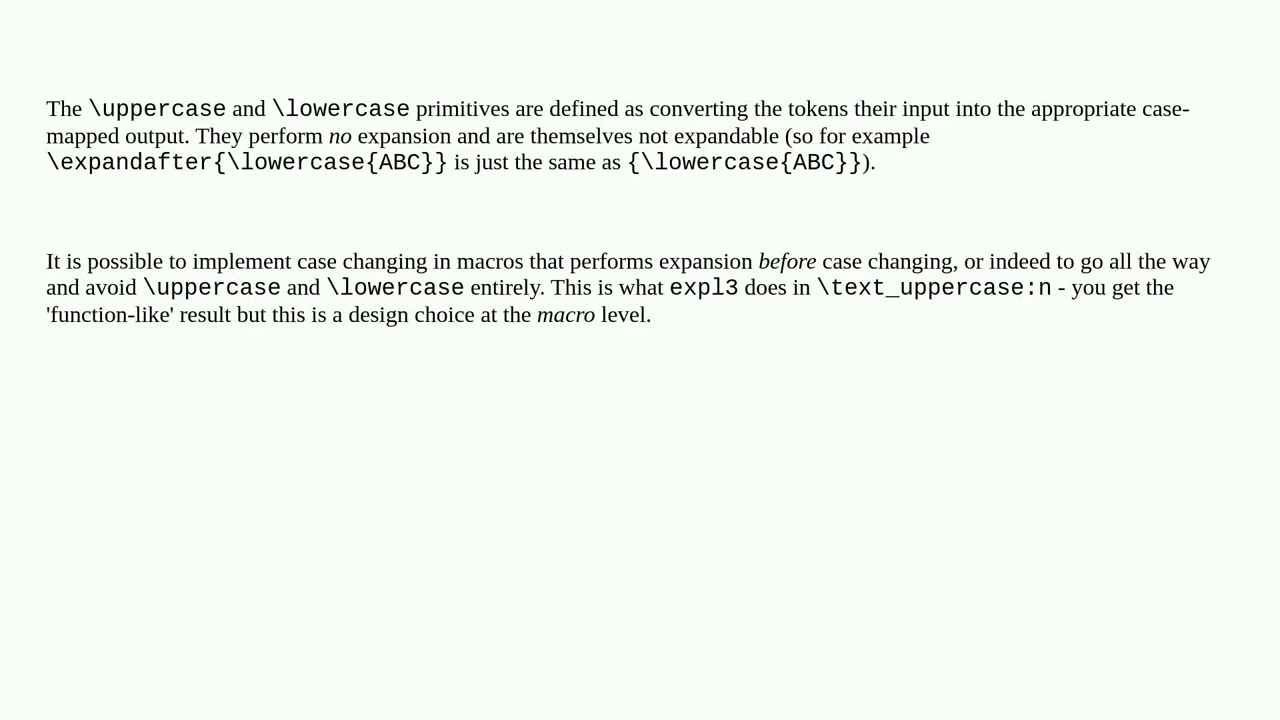 The \uppercase and \lowercase primitives are defined as converting the tokens their input into the appropriate case-
mapped output. They perform no expansion and are themselves not expandable (so for example
\expandafter{\lowercase{ABC}} is just the same as {\lowercase{ABC}}).
It is possible to implement case changing in macros that performs expansion before case changing, or indeed to go all the way
and avoid \uppercase and \lowercase entirely. This is what expl3 does in \text_uppercase:n - you get the
'function-like' result but this is a design choice at the macro level.